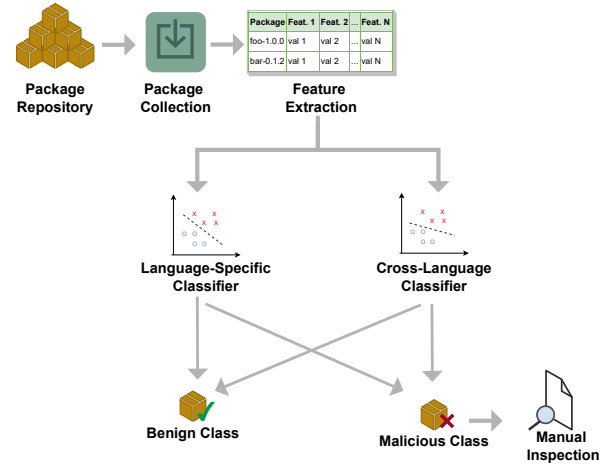 Package Feat. 1 Feat. 2 ... Feat. N
foo-1.0.0 val 1 val 2 ... val N
bar-0.1.2 val 1 val 2 ... val N
Package
Repository
Package
Collection
Feature
Extraction
x x
x x
x x
x x
Language-Specific
Classifier
Cross-Language
Classifier
Benign Class
Malicious Class
Manual
Inspection